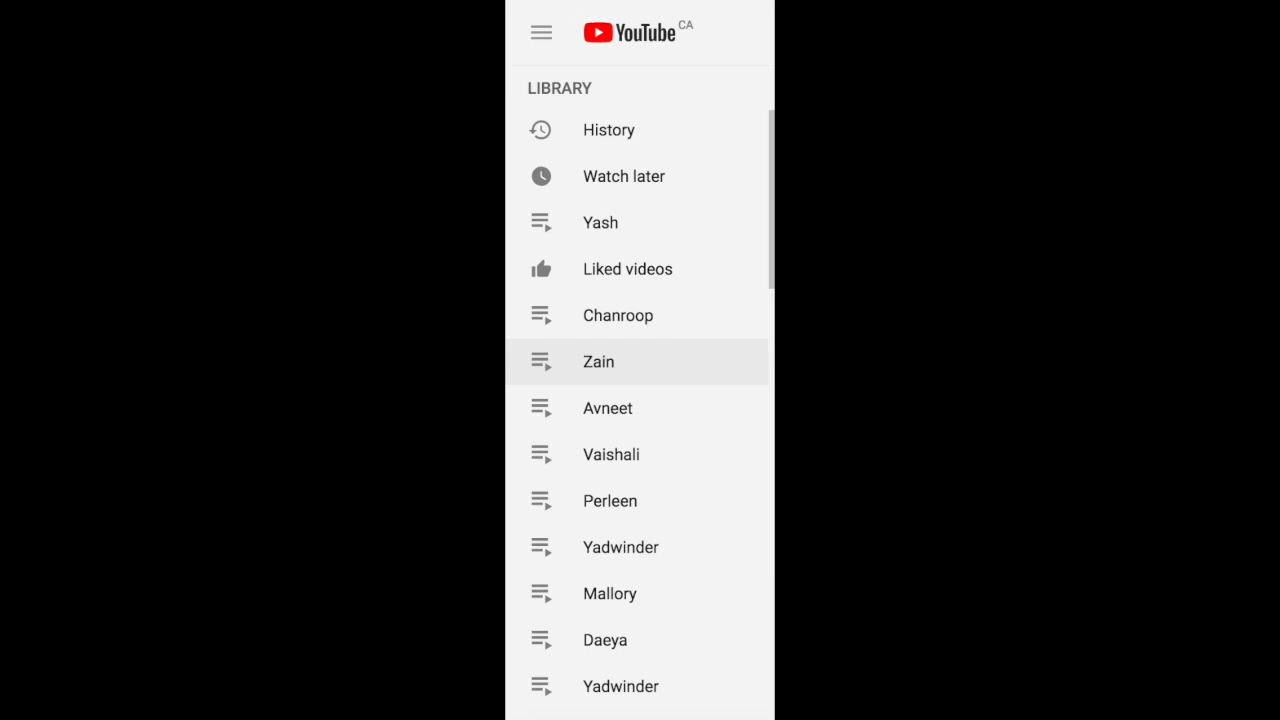 YouTube CA
LIBRARY
History
Watch later
Yash
Liked videos
Chanroop
Zain
Avneet
Vaishali
Perleen
Yadwinder
Mallory
Daeya
Yadwinder